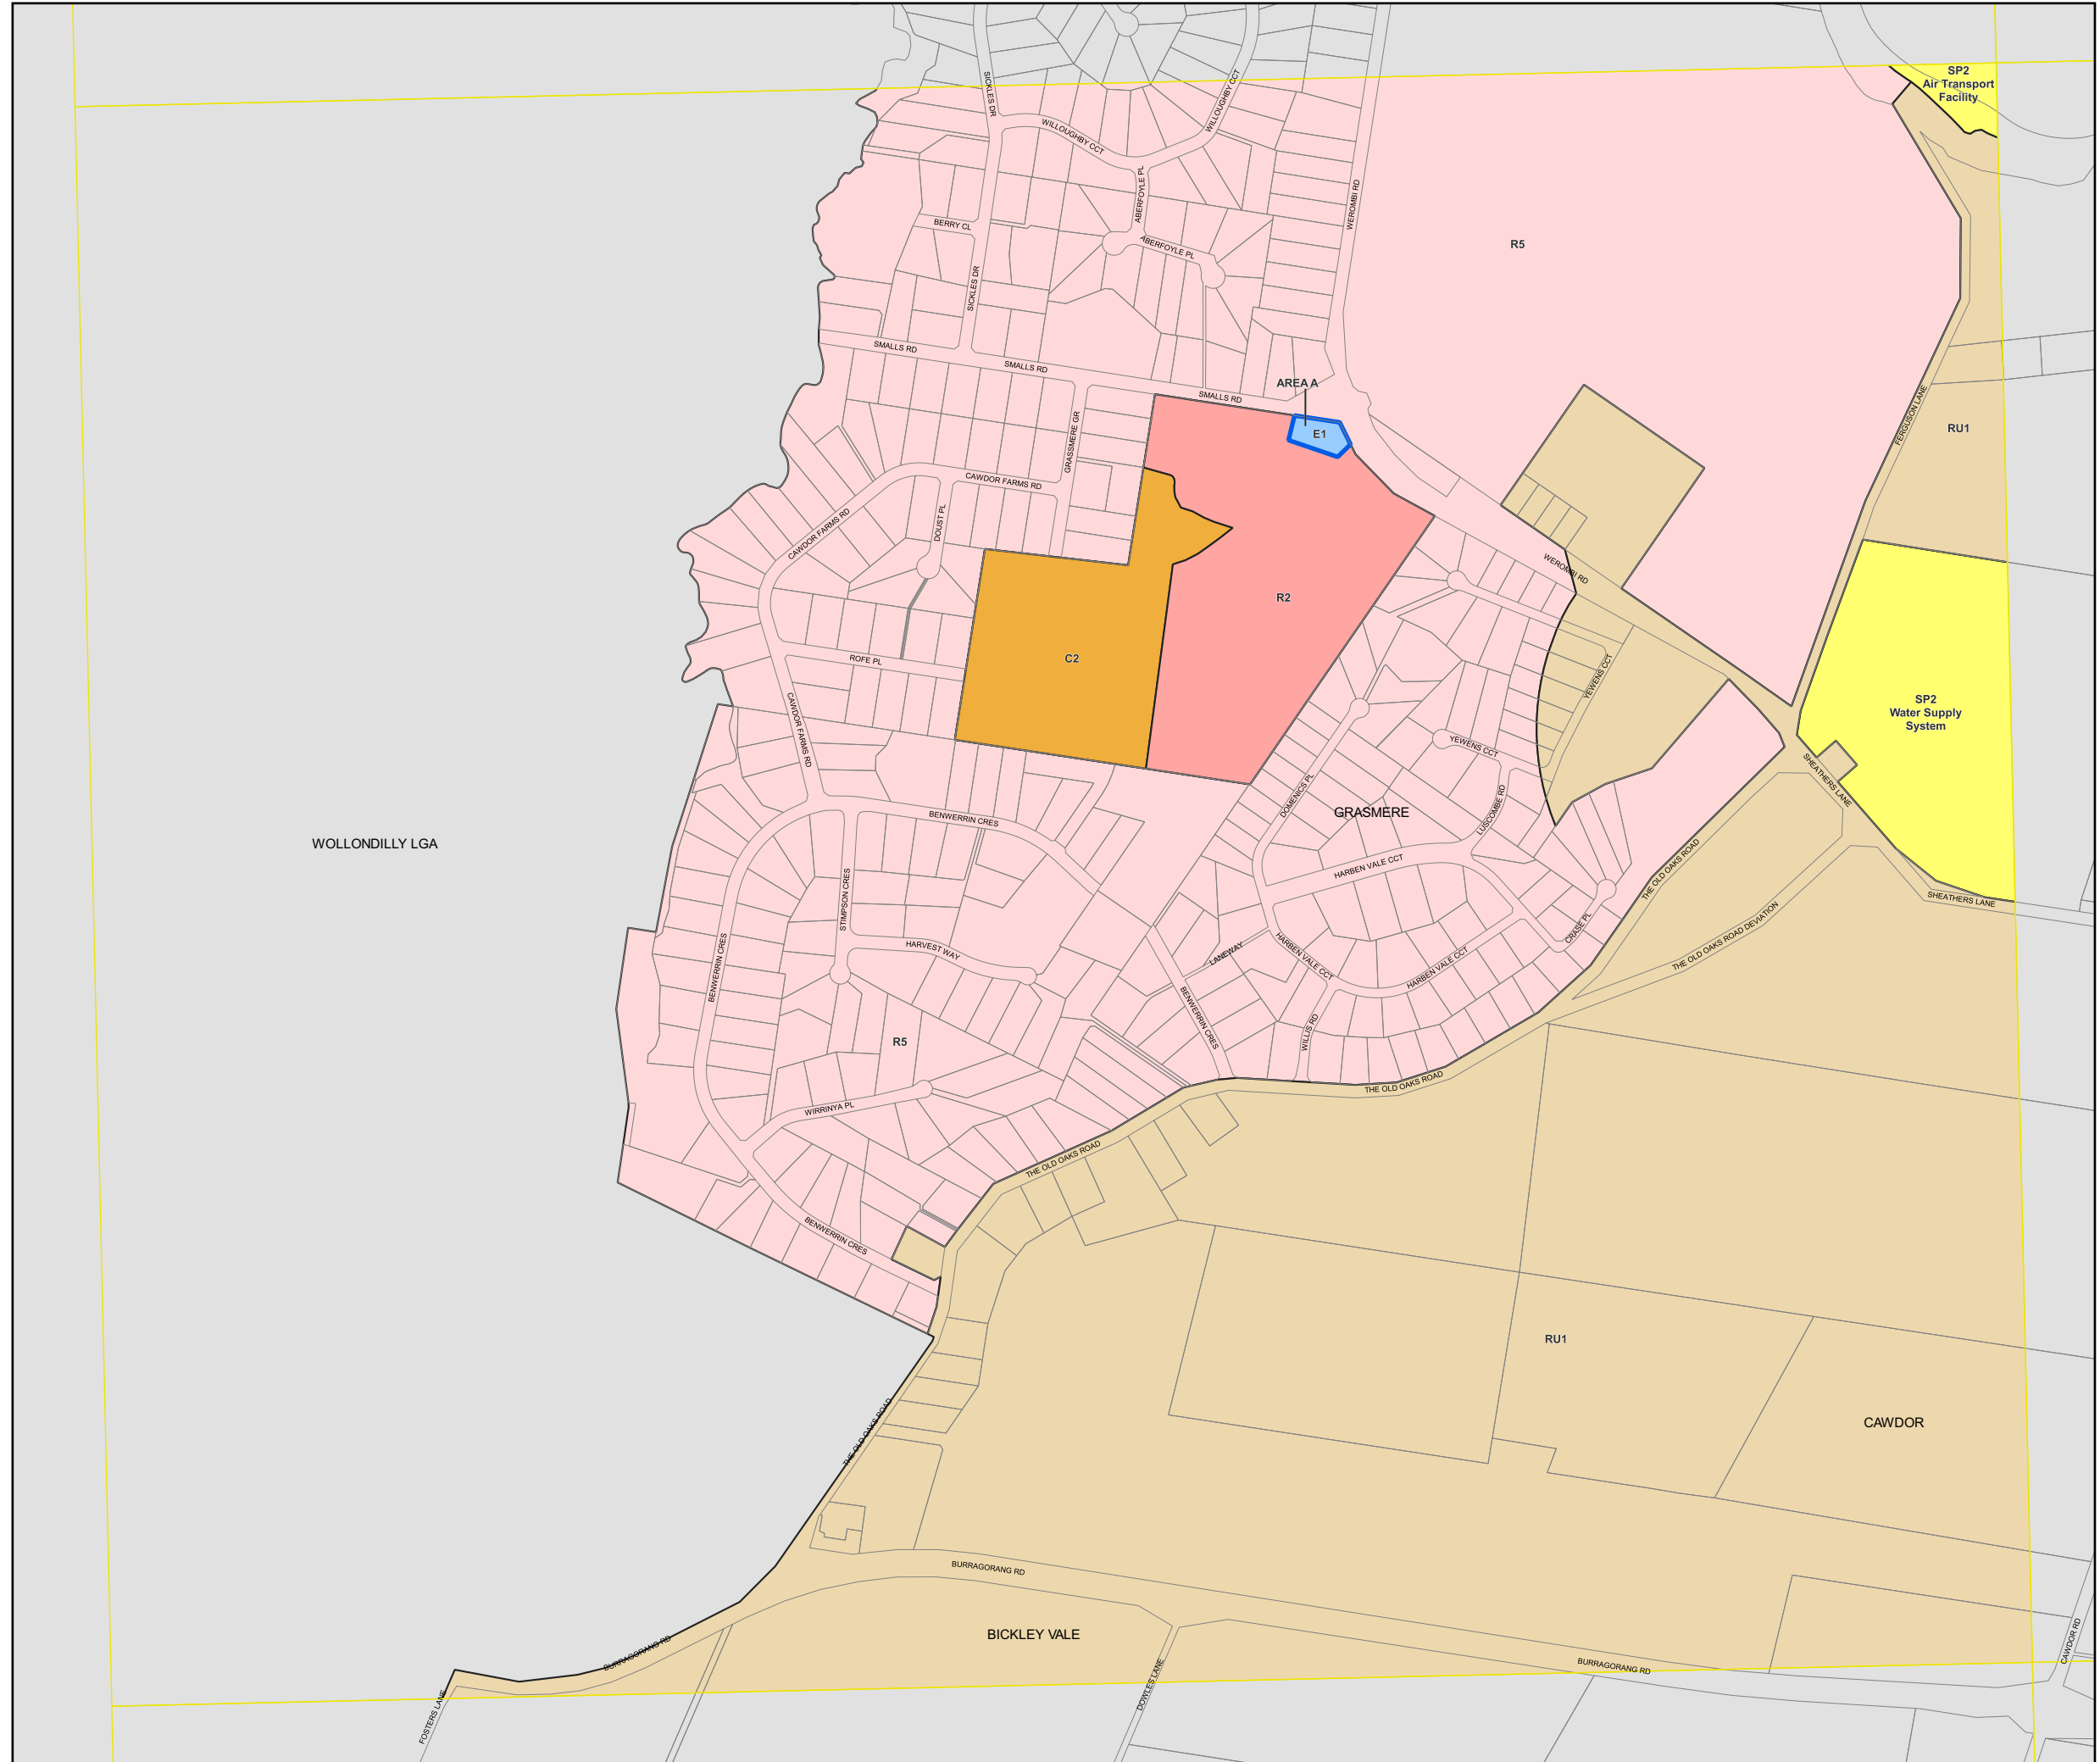 SP2
Air Transport
Facility
SICKLES DR
WILLOUGHBY CCT
WILLOUGHBY CCT
ABERFOYLE PL
WEROMBI RD
BERRY CL
ABERFOYLE PL
R5
SICKLES DR
SMALLS RD
SMALLS RD
AREA A
SMALLS RD
GRASSMERE GR
E1
FERGUSON LANE
RU1
CAWDOR FARMS RD
CAWDOR FARMS RD
DOUST PL
WEROMBI RD
R2
C2
ROFE PL
YEWENS CCT
CAWDOR FARMS RD
SP2
Water Supply
System
YEWENS CCT
SHEATHERS LANE
DOMENICS PL
LUSCOMBE RD
GRASMERE
BENWERRIN CRES
WOLLONDILLY LGA
HARBEN VALE CCT
THE OLD OAKS ROAD
STIMPSON CRES
SHEATHERS LANE
CRASE PL
THE OLD OAKS ROAD DEVIATION
HARVEST WAY
LANEWAY
HARBEN VALE CCT
HARBEN VALE CCT
BENWERRIN CRES
BENWERRIN CRES
WILLIS RD
R5
THE OLD OAKS ROAD
WIRRINYA PL
THE OLD OAKS ROAD
BENWERRIN CRES
RU1
CAWDOR
THE OLD OAKS ROAD
BURRAGORANG RD
BICKLEY VALE
BURRAGORANG RD
CAWDOR RD
BURRAGORANG RD
DOWLES LANE
FOSTERS LANE